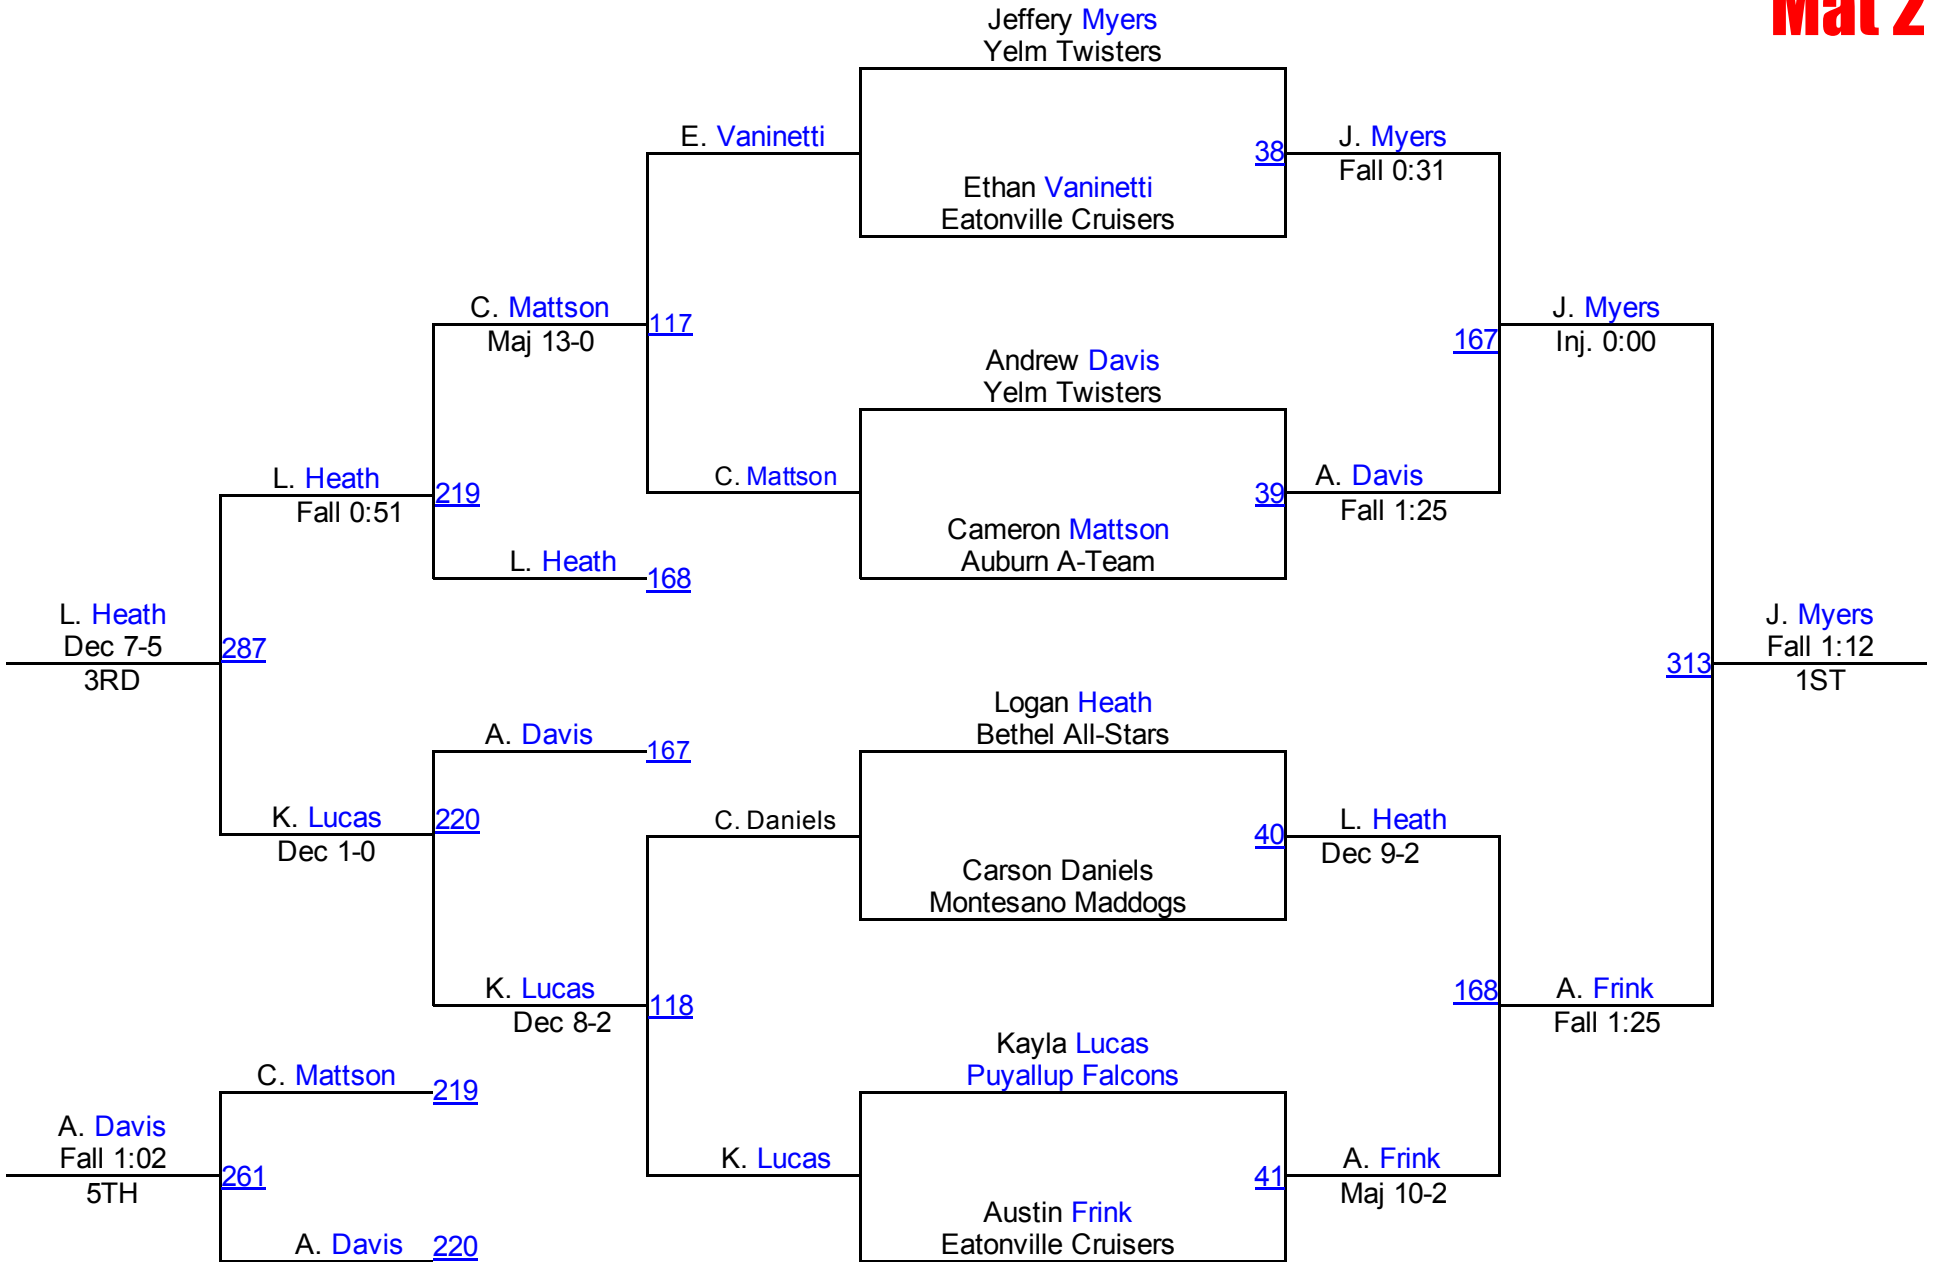 Mat 2
Jeffery Myers
Yelm Twisters
E. Vaninetti
38
J. Myers
Fall 0:31
Ethan Vaninetti
Eatonville Cruisers
C. Mattson
Maj 13-0
117
J. Myers
Inj. 0:00
167
Andrew Davis
Yelm Twisters
L. Heath
Fall 0:51
219
C. Mattson
39
A. Davis
Fall 1:25
Cameron Mattson
Auburn A-Team
L. Heath
168
L. Heath
Dec 7-5
3RD
287
J. Myers
Fall 1:12
1ST
313
Logan Heath
Bethel All-Stars
A. Davis
167
K. Lucas
Dec 1-0
220
C. Daniels
40
L. Heath
Dec 9-2
Carson Daniels
Montesano Maddogs
K. Lucas
Dec 8-2
118
168
A. Frink
Fall 1:25
Kayla Lucas
Puyallup Falcons
C. Mattson
219
A. Davis
Fall 1:02
5TH
261
K. Lucas
41
A. Frink
Maj 10-2
Austin Frink
Eatonville Cruisers
A. Davis
220